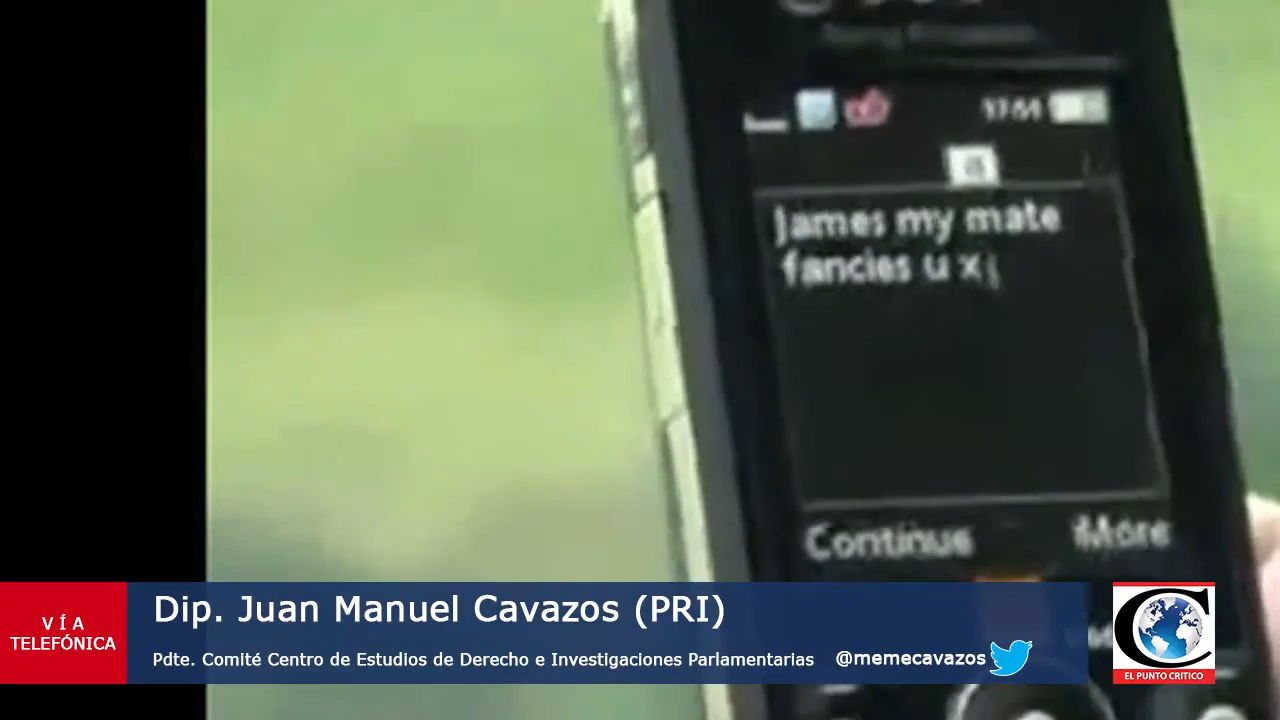 17:51
James my mate
fancies u x
Continue
More
VÍA
TELEFÓNICA
Dip. Juan Manuel Cavazos (PRI)
Pdte. Comité Centro de Estudios de Derecho e Investigaciones Parlamentarias @mememcavazos
C
EL PUNTO CRITICO